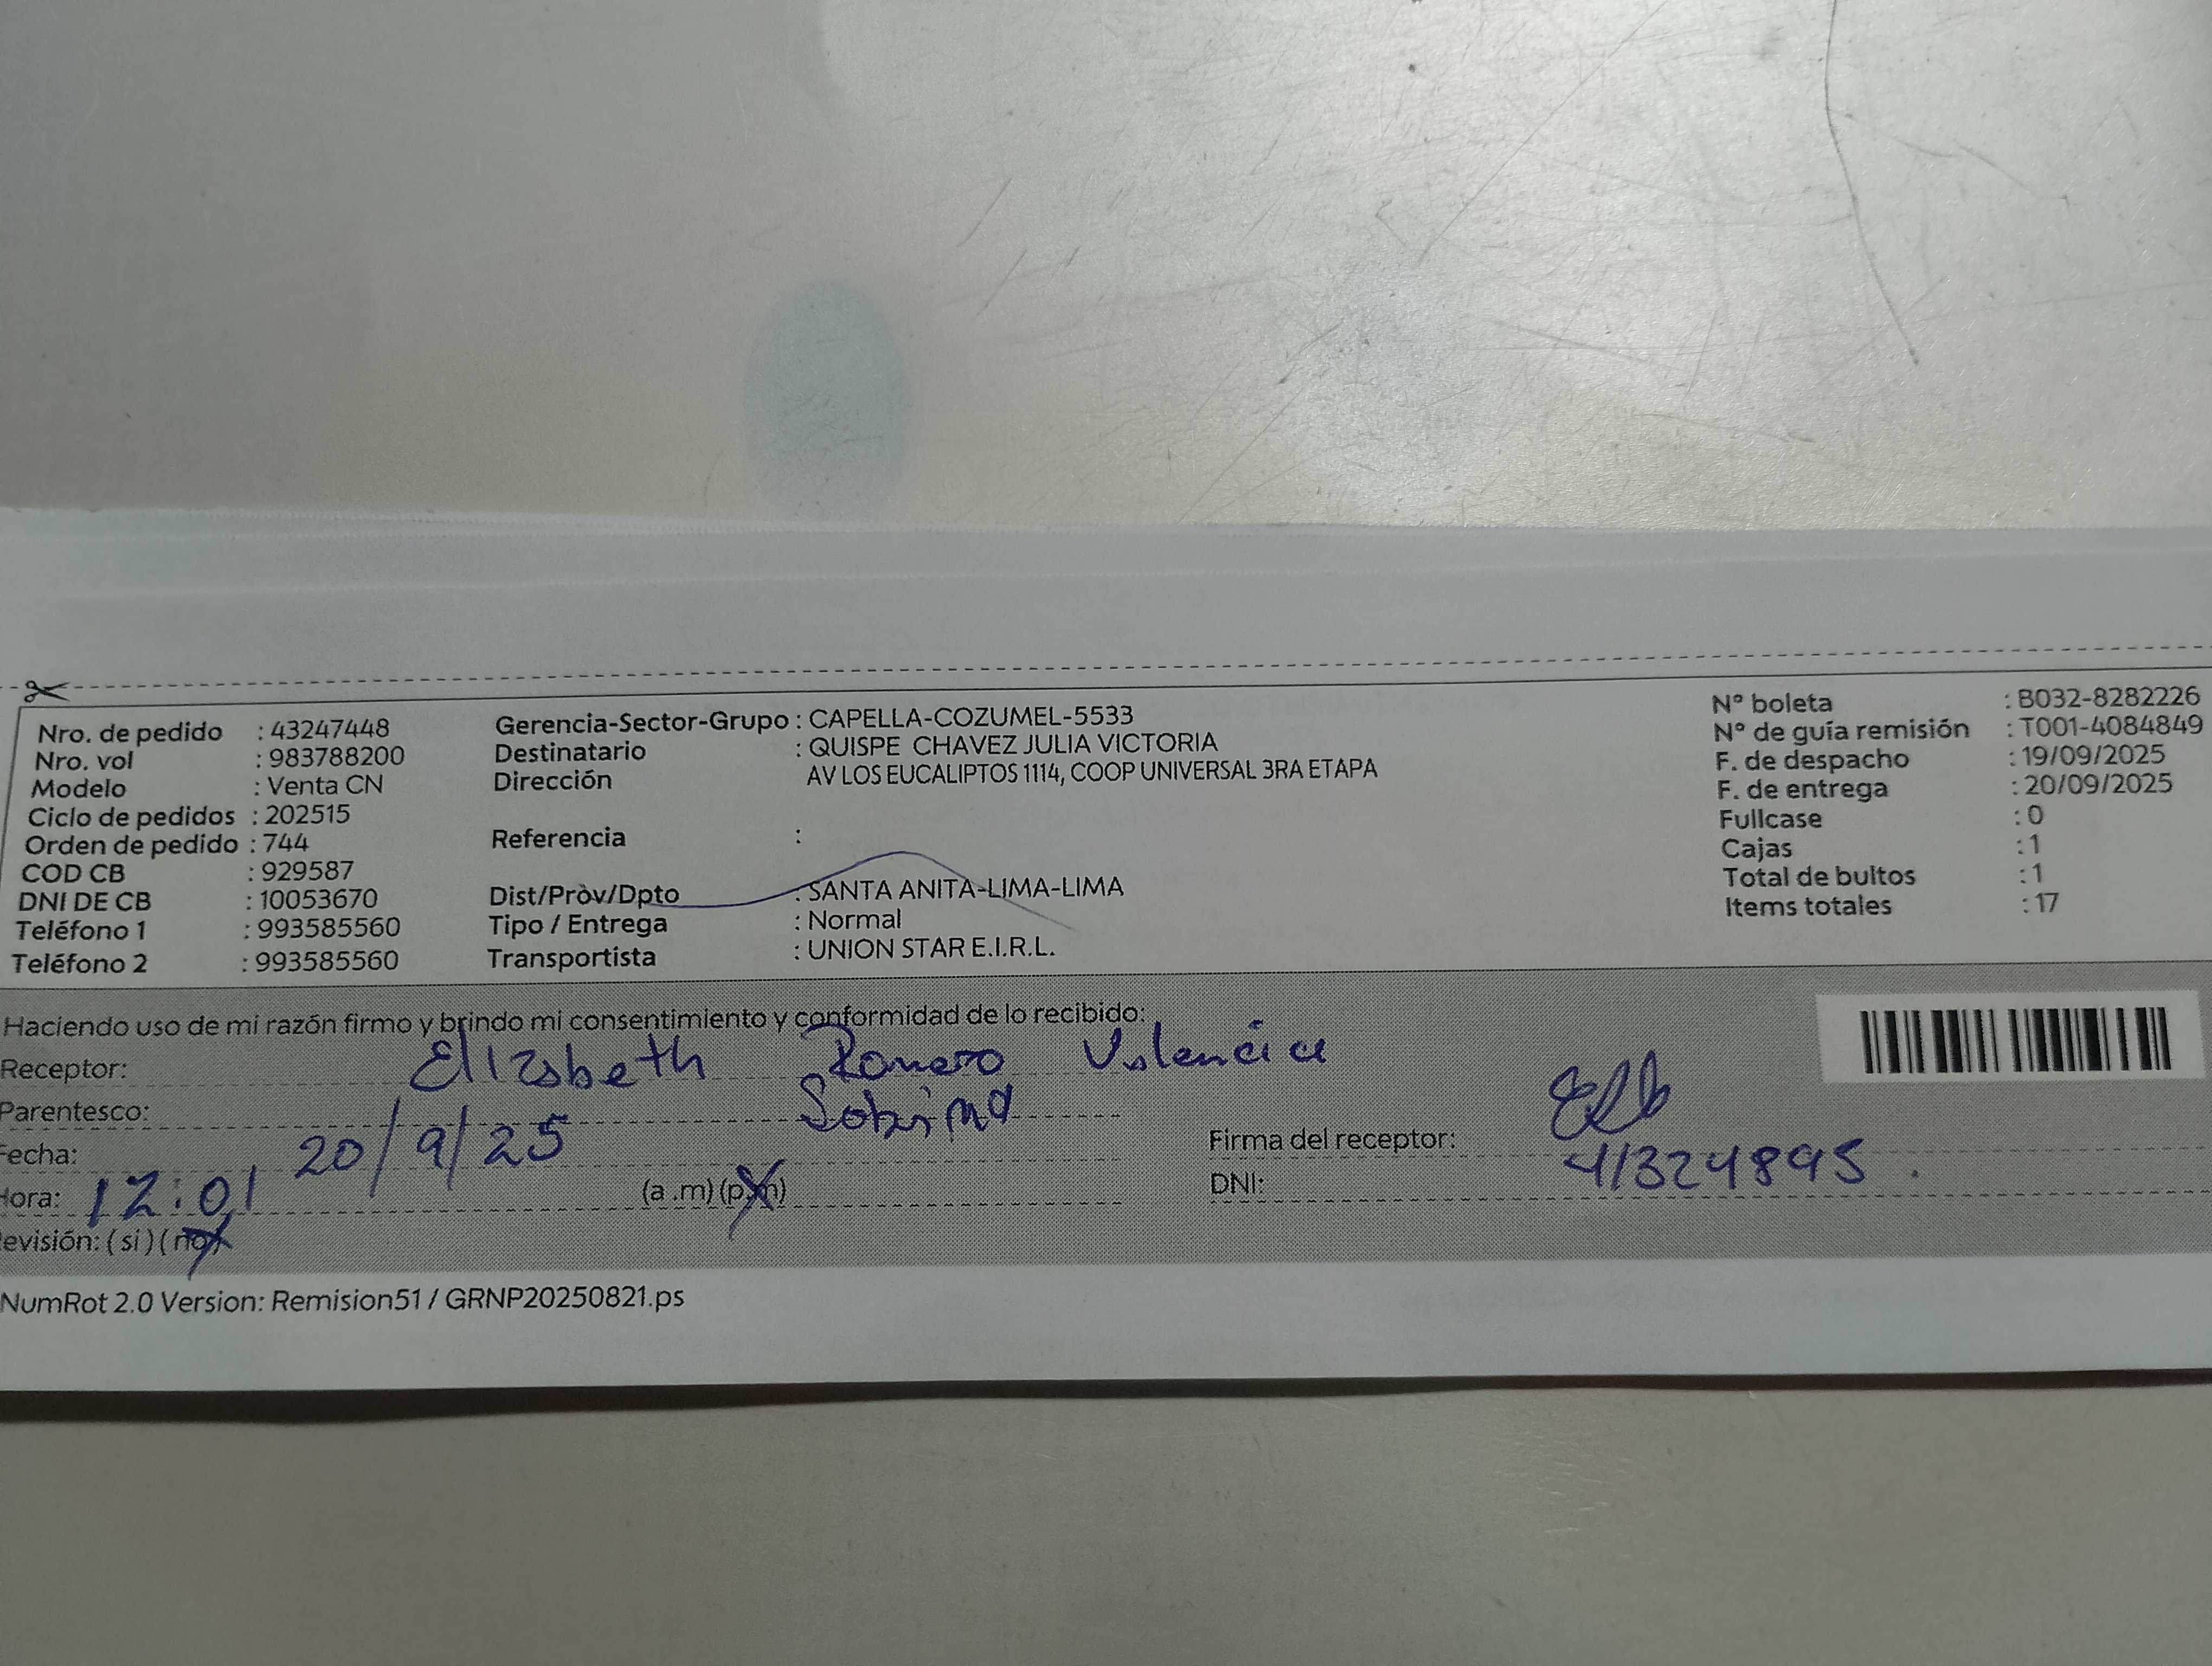 Nro. de pedido : 43247448
Nro. vol : 983788200
Modelo : Venta CN
Ciclo de pedidos : 202515
Orden de pedido : 744
COD CB : 929587
DNI DE CB : 10053670
Teléfono 1 : 993585560
Teléfono 2 : 993585560
Gerencia-Sector-Grupo : CAPELLA-COZUMEL-5533
Destinatario : QUISPE CHAVEZ JULIA VICTORIA
Dirección AV LOS EUCALIPTOS 1114, COOP UNIVERSAL 3RA ETAPA
Referencia :
Dist/Pròv/Dpto : SANTA ANITA-LIMA-LIMA
Tipo / Entrega : Normal
Transportista : UNION STAR E.I.R.L.
N° boleta : B032-8282226
N° de guía remisión : T001-4084849
F. de despacho : 19/09/2025
F. de entrega : 20/09/2025
Fullcase : 0
Cajas : 1
Total de bultos : 1
Items totales : 17
Haciendo uso de mi razón firmo y brindo mi consentimiento y conformidad de lo recibido:
Receptor: Elizabeth Romero Valencia
Parentesco: Sobrina
Fecha: 20/9/25
Hora: 12:01 (a .m) (p.m)
evisión: ( si ) ( no )
Firma del receptor:
DNI: 41324895
NumRot 2.0 Version: Remision51 / GRNP20250821.ps